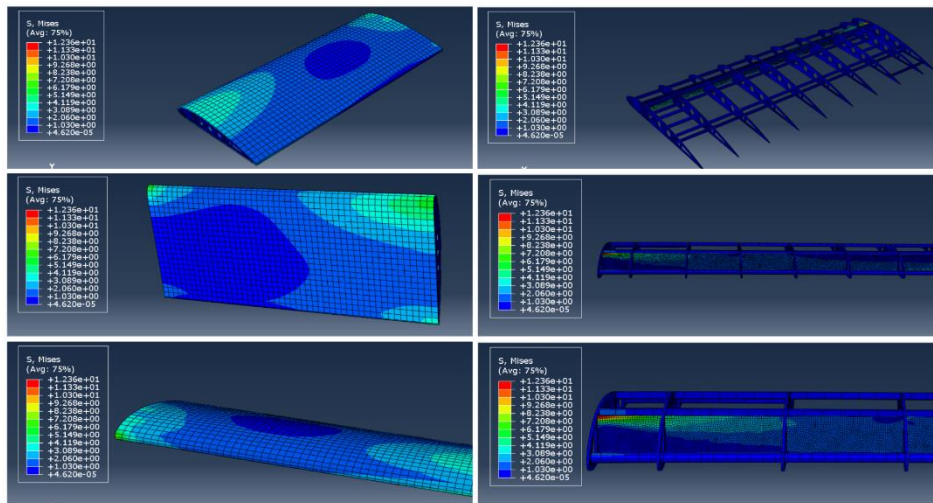 S, Mises
(Avg: 75%)
+1.236e+01
+1.133e+01
+1.030e+01
+9.268e+00
+8.238e+00
+7.208e+00
+6.179e+00
+5.149e+00
+4.119e+00
+3.089e+00
+2.060e+00
+1.030e+00
+4.620e-05
Y
S, Mises
(Avg: 75%)
+1.236e+01
+1.133e+01
+1.030e+01
+9.268e+00
+8.238e+00
+7.208e+00
+6.179e+00
+5.149e+00
+4.119e+00
+3.089e+00
+2.060e+00
+1.030e+00
+4.620e-05
S, Mises
(Avg: 75%)
+1.236e+01
+1.133e+01
+1.030e+01
+9.268e+00
+8.238e+00
+7.208e+00
+6.179e+00
+5.149e+00
+4.119e+00
+3.089e+00
+2.060e+00
+1.030e+00
+4.620e-05
S, Mises
(Avg: 75%)
+1.236e+01
+1.133e+01
+1.030e+01
+9.268e+00
+8.238e+00
+7.208e+00
+6.179e+00
+5.149e+00
+4.119e+00
+3.089e+00
+2.060e+00
+1.030e+00
+4.620e-05
S, Mises
(Avg: 75%)
+1.236e+01
+1.133e+01
+1.030e+01
+9.268e+00
+8.238e+00
+7.208e+00
+6.179e+00
+5.149e+00
+4.119e+00
+3.089e+00
+2.060e+00
+1.030e+00
+4.620e-05
S, Mises
(Avg: 75%)
+1.236e+01
+1.133e+01
+1.030e+01
+9.268e+00
+8.238e+00
+7.208e+00
+6.179e+00
+5.149e+00
+4.119e+00
+3.089e+00
+2.060e+00
+1.030e+00
+4.620e-05